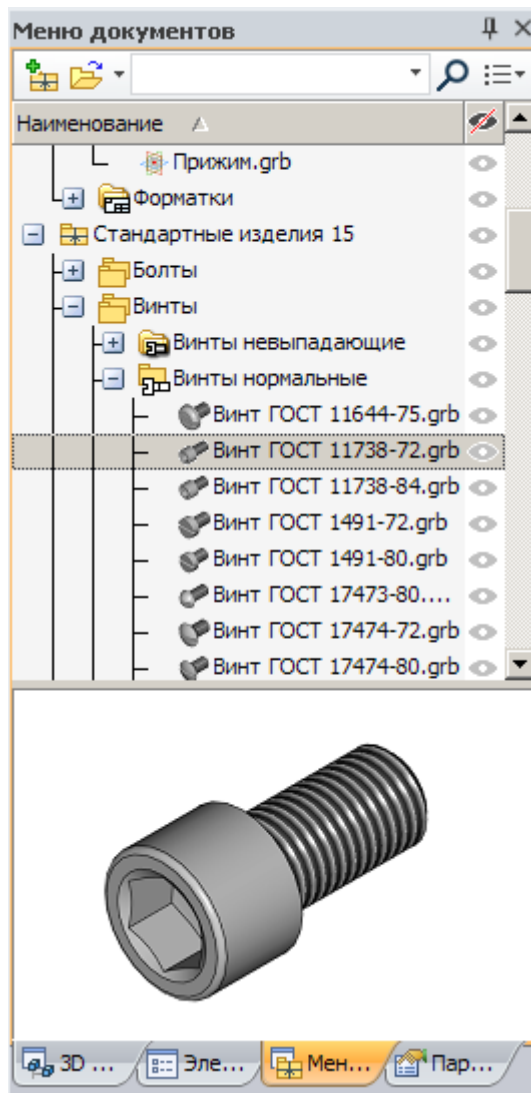 Меню документов
Наименование
Прижим.grb
Форматки
Стандартные изделия 15
Болты
Винты
Винты невыпадающие
Винты нормальные
Винт ГОСТ 11644-75.grb
Винт ГОСТ 11738-72.grb
Винт ГОСТ 11738-84.grb
Винт ГОСТ 1491-72.grb
Винт ГОСТ 1491-80.grb
Винт ГОСТ 17473-80....
Винт ГОСТ 17474-72.grb
Винт ГОСТ 17474-80.grb
3D ... Эле... Мен... Пар...